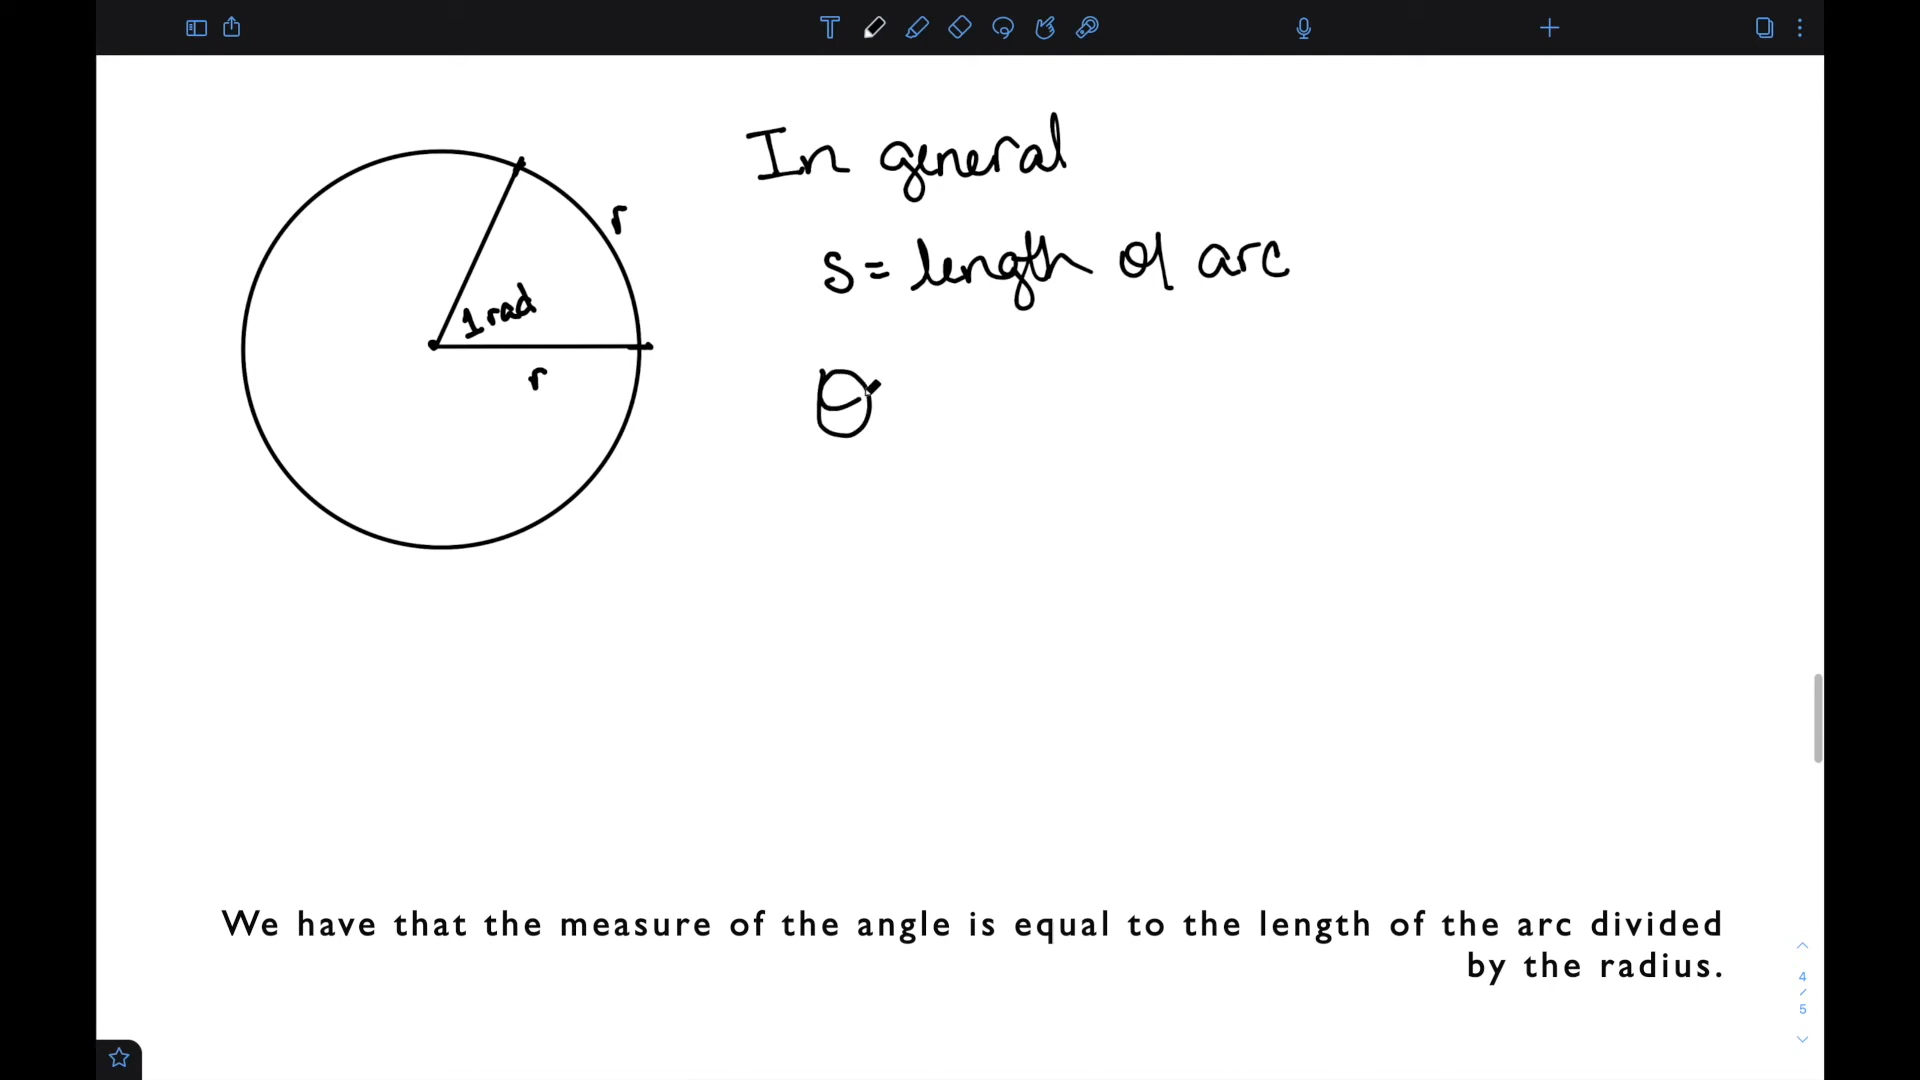 In general
r
s = length of arc
1 rad
r
θ
We have that the measure of the angle is equal to the length of the arc divided
by the radius.
4
/
5